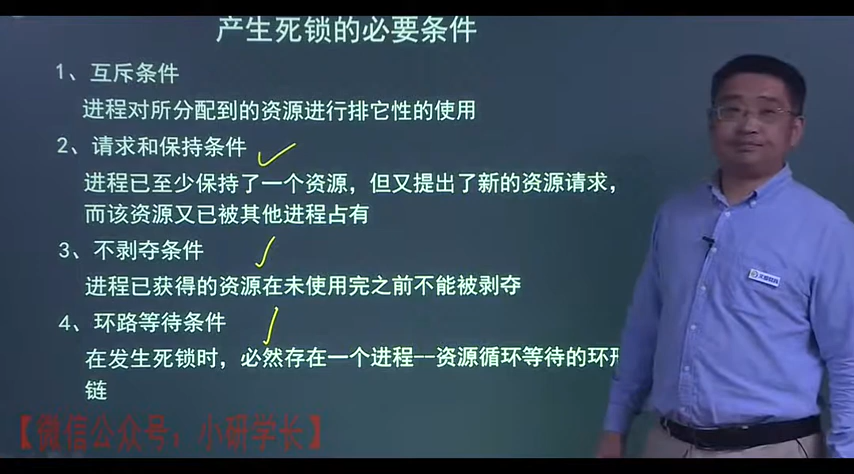 产生死锁的必要条件
1、互斥条件
进程对所分配到的资源进行排它性的使用
2、请求和保持条件
进程已至少保持了一个资源，但又提出了新的资源请求，
而该资源又已被其他进程占有
3、不剥夺条件
进程已获得的资源在未使用完之前不能被剥夺
4、环路等待条件
在发生死锁时，必然存在一个进程--资源循环等待的环形
链
【微信公众号：小研学长】